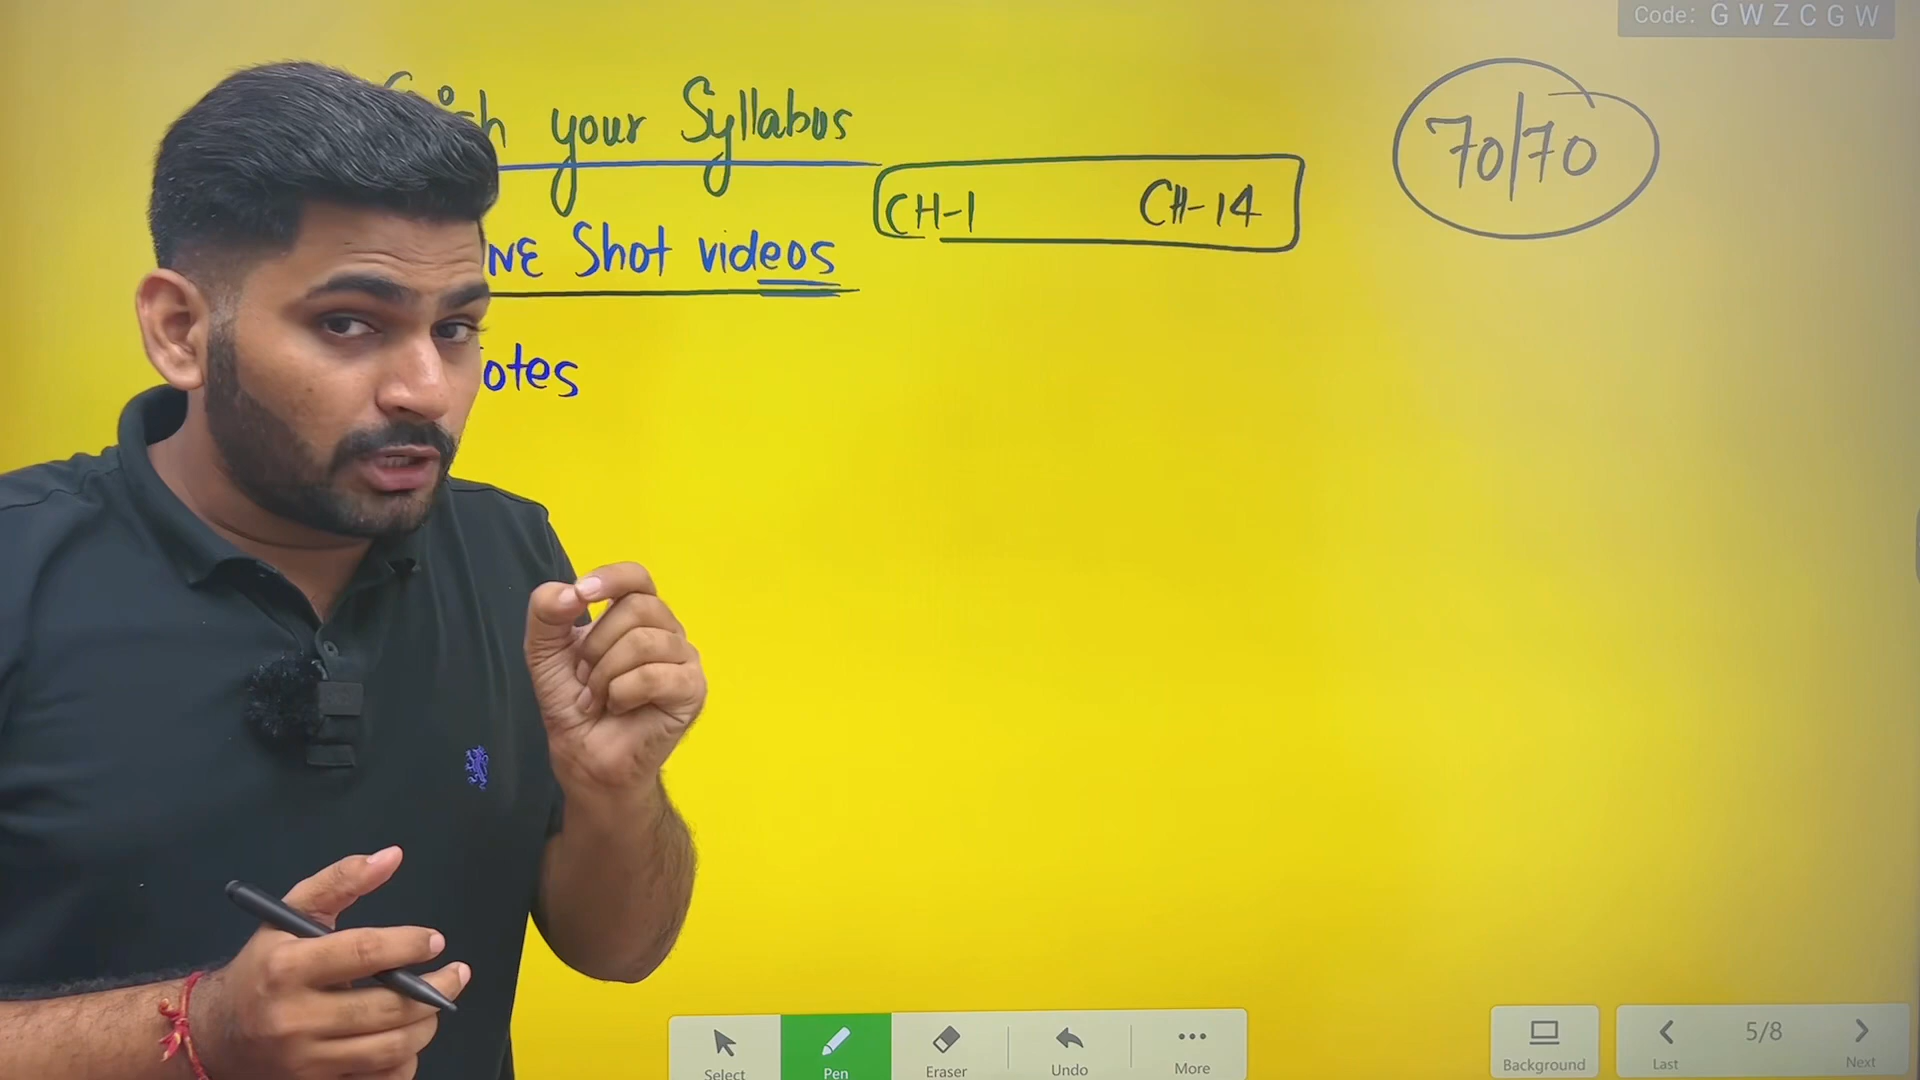 Code: G W Z C G W
your Syllabus
70/70
CH-1 CH-14
Shot videos
Select
Pen
Eraser
Undo
More
Background
Last
5/8
Next